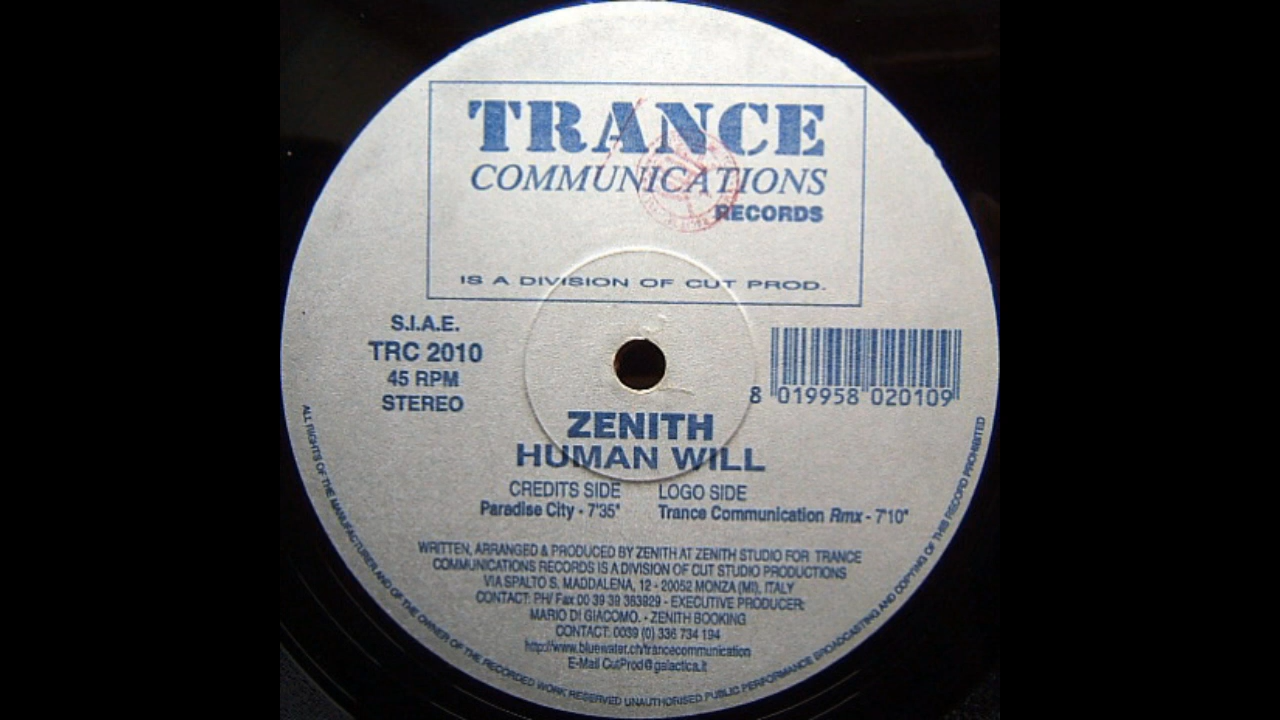 TRANCE
COMMUNICATIONS
RECORDS
IS A DIVISION OF CUT PROD.
S.I.A.E.
TRC 2010
45 RPM
STEREO
8 019958 020109
ZENITH
HUMAN WILL
CREDITS SIDE
Paradise City - 7'35"
LOGO SIDE
Trance Communication Rmx - 7'10"
WRITTEN, ARRANGED & PRODUCED BY ZENITH AT ZENITH STUDIO FOR TRANCE
COMMUNICATIONS RECORDS IS A DIVISION OF CUT STUDIO PRODUCTIONS
VIA SPALTO S. MADDALENA, 12 - 20052 MONZA (MI), ITALY
CONTACT: PH/ Fax 00 39 39 383929 - EXECUTIVE PRODUCER:
MARIO DI GIACOMO. - ZENITH BOOKING
CONTACT: 0039 (0) 336 734 194
http://www.bluewater.ch/trancecommunication
E-Mail CutProd@galactica.it
ALL RIGHTS OF THE MANUFACTURER AND OF THE OWNER OF THE RECORDED WORK RESERVED UNAUTHORISED PUBLIC PERFORMANCE BROADCASTING AND COPYING OF THIS RECORD PROHIBITED